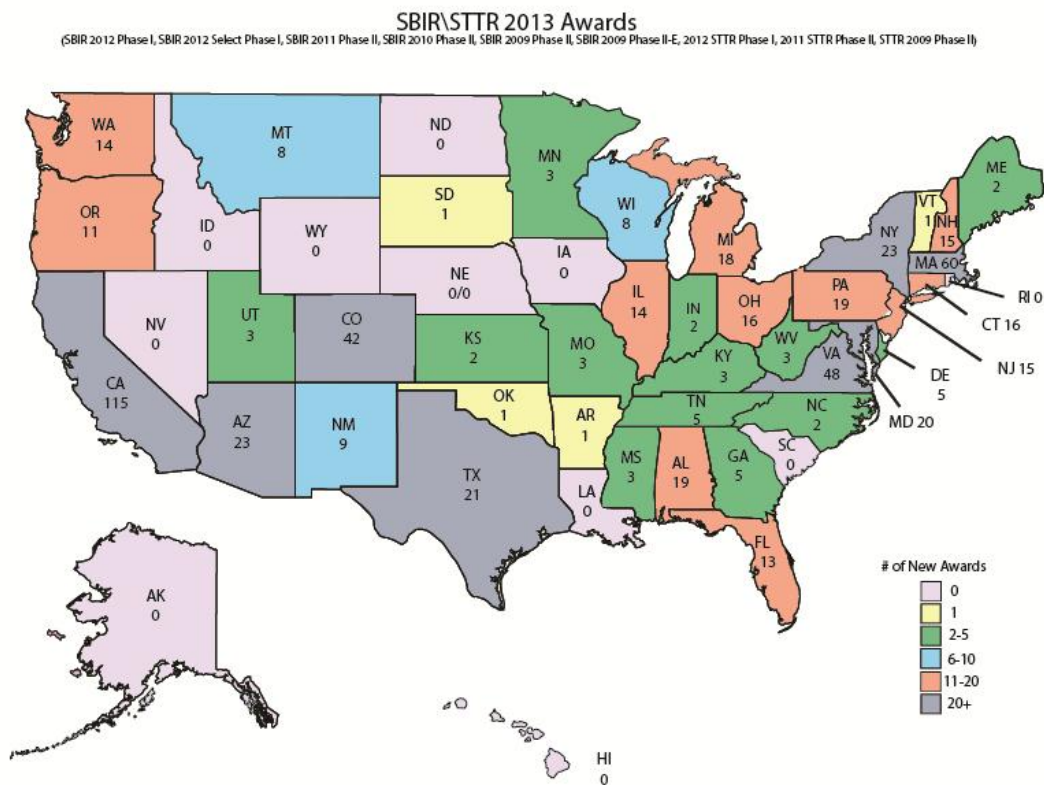 SBIR\STTR 2013 Awards
(SBIR 2012 Phase I, SBIR 2012 Select Phase I, SBIR 2011 Phase II, SBIR 2010 Phase II, SBIR 2009 Phase II, SBIR 2009 Phase II-E, 2012 STTR Phase I, 2011 STTR Phase II, STTR 2009 Phase II)
WA
14
MT
8
ND
0
MN
3
ME
2
OR
11
ID
0
WY
0
SD
1
WI
8
MI
18
NY
23
VT
1
NH
15
MA 60
RI 0
CT 16
NJ 15
NV
0
UT
3
CO
42
NE
0/0
IA
0
IL
14
IN
2
OH
16
PA
19
CA
115
AZ
23
NM
9
KS
2
MO
3
KY
3
WV
3
VA
48
DE
5
MD 20
OK
1
AR
1
TN
5
NC
2
SC
0
TX
21
LA
0
MS
3
AL
19
GA
5
FL
13
AK
0
HI
0
# of New Awards
0
1
2-5
6-10
11-20
20+